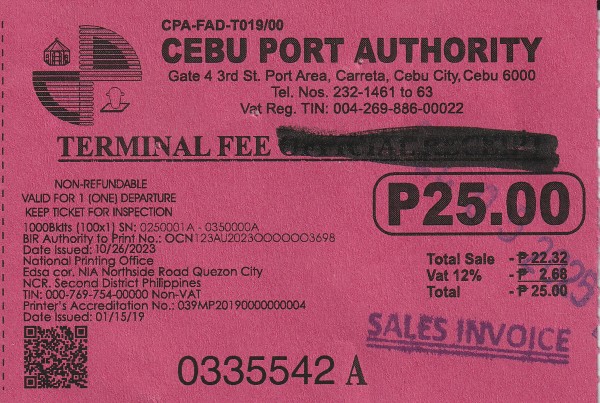 CPA-FAD-T019/00
CEBU PORT AUTHORITY
Gate 4 3rd St. Port Area, Carreta, Cebu City, Cebu 6000
Tel. Nos. 232-1461 to 63
Vat Reg. TIN: 004-269-886-00022
TERMINAL FEE
NON-REFUNDABLE
VALID FOR 1 (ONE) DEPARTURE
KEEP TICKET FOR INSPECTION
P25.00
1000Bklts (100x1) SN: 0250001A - 0350000A
BIR Authority to Print No.: OCN123AU20230000003698
Date Issued: 10/26/2023
National Printing Office
Edsa cor. NIA Northside Road Quezon City
NCR. Second District Philippines
TIN: 000-769-754-00000 Non-VAT
Printer's Accreditation No.: 039MP20190000000004
Date Issued: 01/15/19
Total Sale - ₱ 22.32
Vat 12% - ₱ 2.68
Total - ₱ 25.00
SALES INVOICE
0335542 A